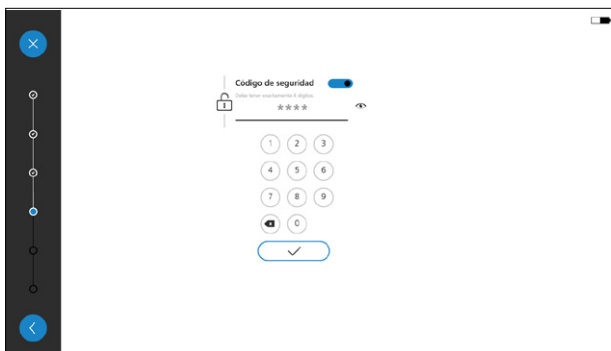 Código de seguridad
Debe tener exactamente 4 dígitos.
****
1 2 3
4 5 6
7 8 9
0